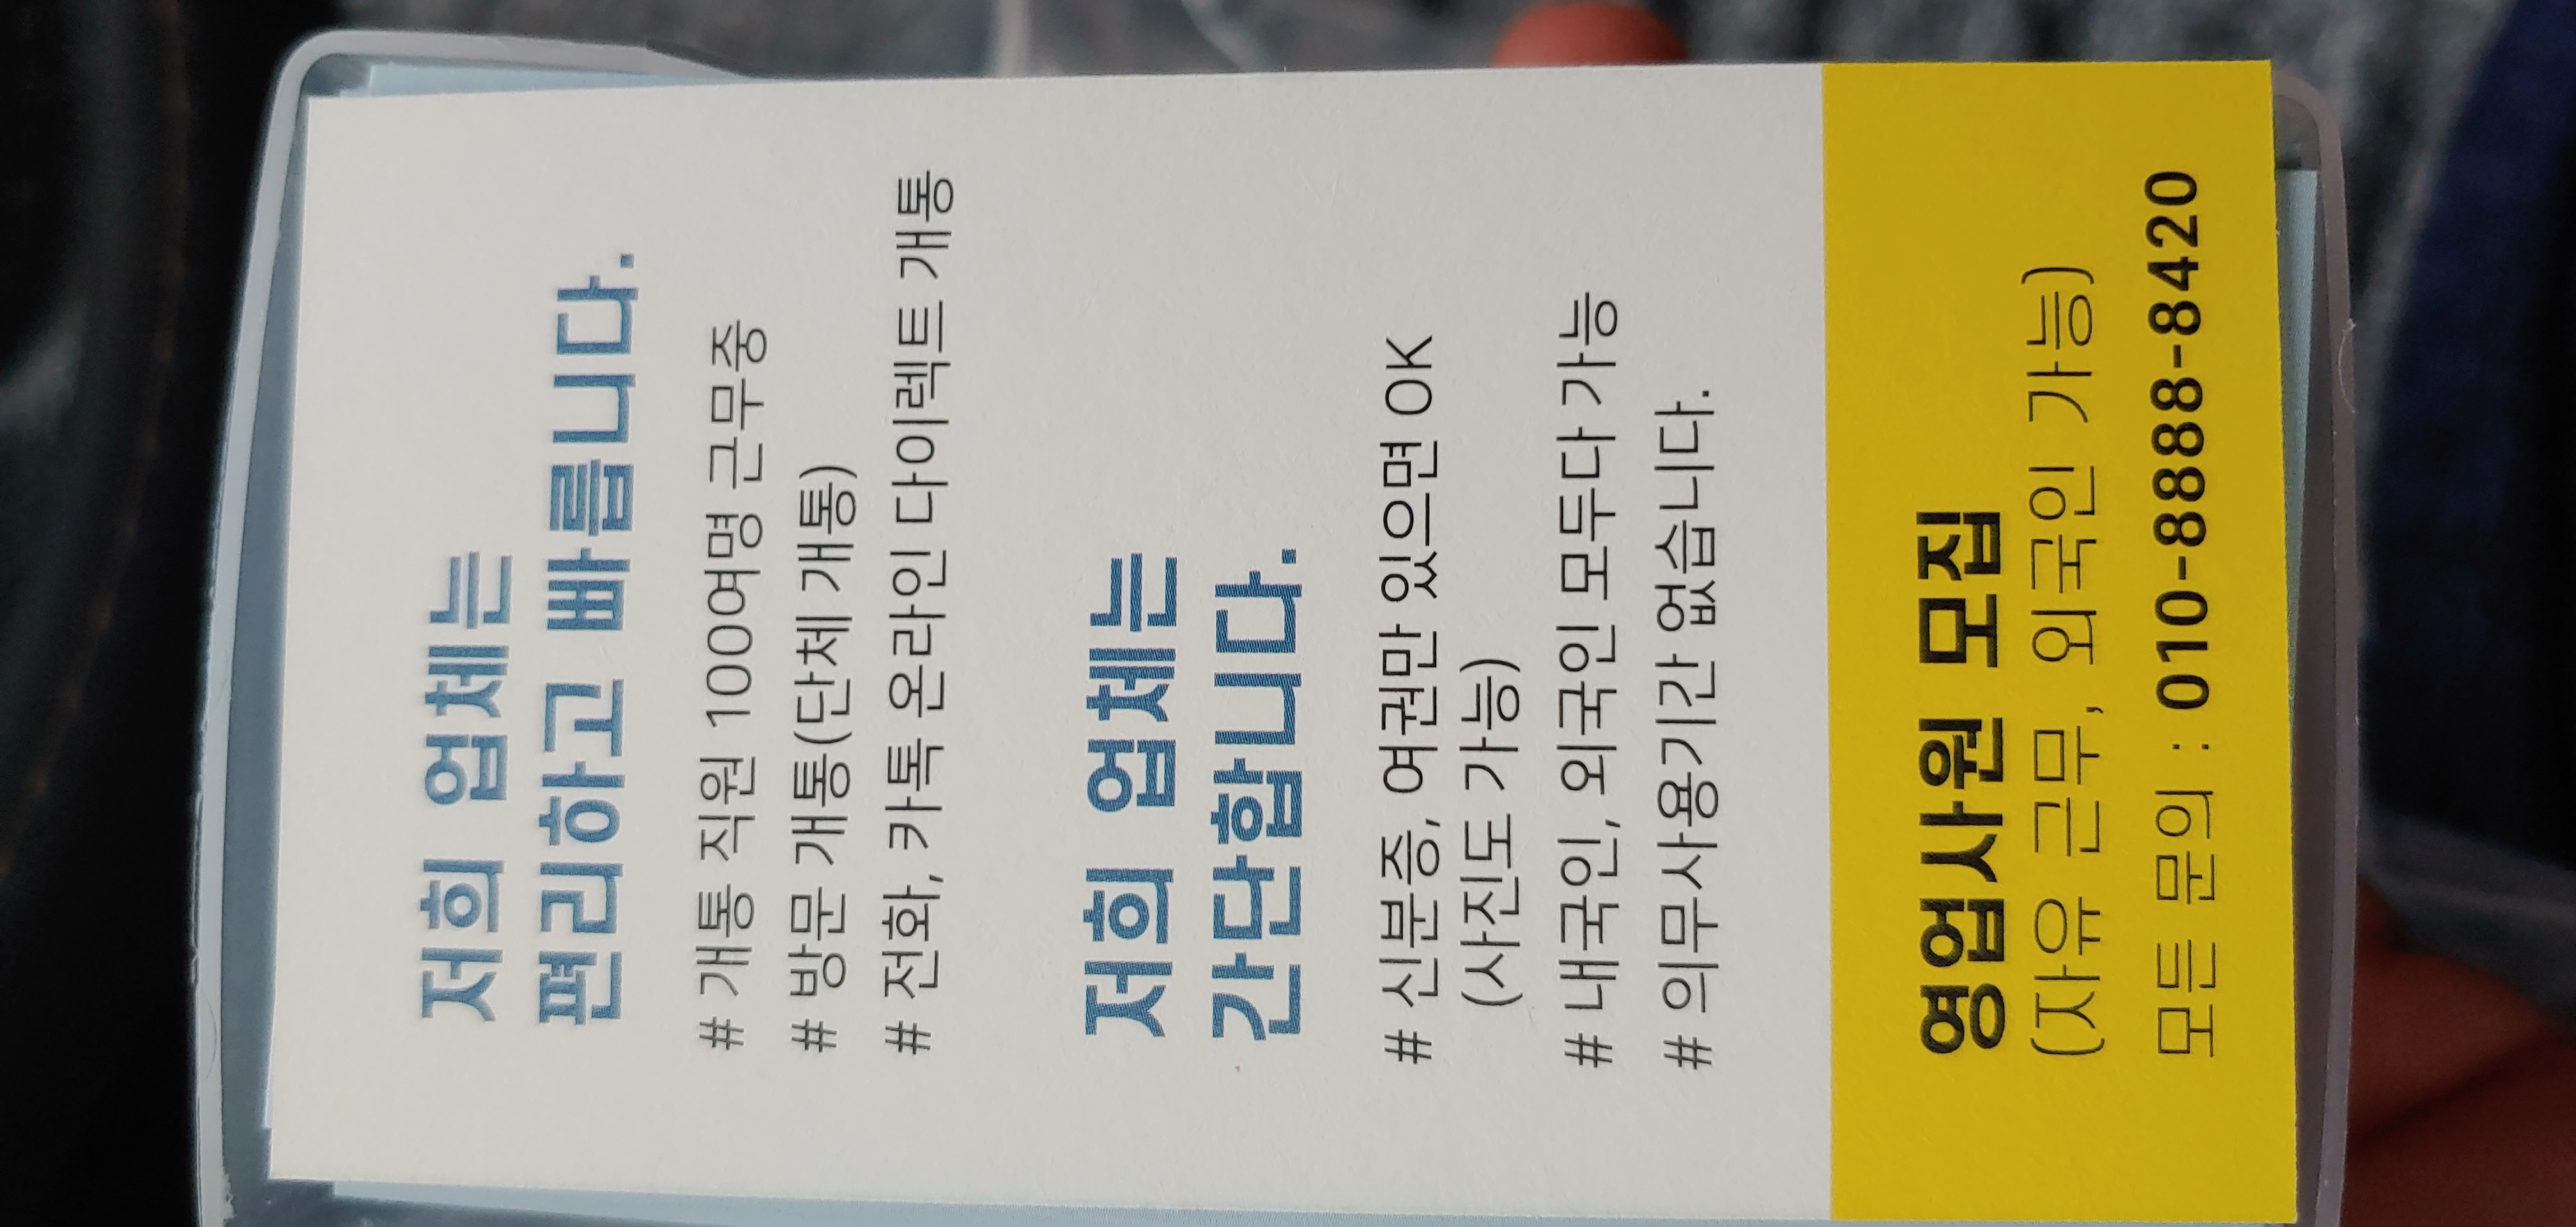 저희 업체는
편리하고 빠릅니다.
# 개통 직원 100여명 근무중
# 방문 개통(단체 개통)
# 전화, 카톡 온라인 다이렉트 개통
저희 업체는
간단합니다.
# 신분증, 여권만 있으면 OK
(사진도 가능)
# 내국인, 외국인 모두다 가능
# 의무사용기간 없습니다.
영업사원 모집
(자유 근무, 외국인 가능)
모든 문의 : 010-8888-8420